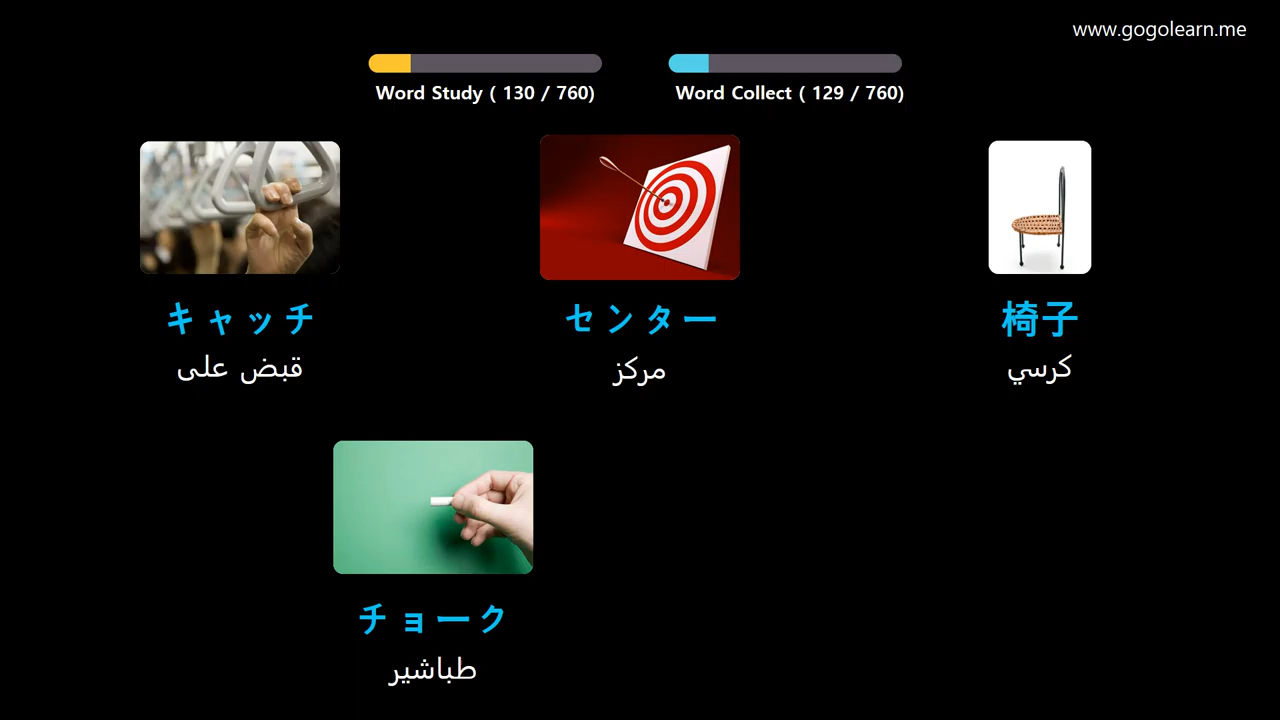 www.gogolearn.me
Word Study ( 130 / 760)
Word Collect ( 129 / 760)
キャッチ
قبض على
センター
مركز
椅子
كرسي
チョーク
طباشير